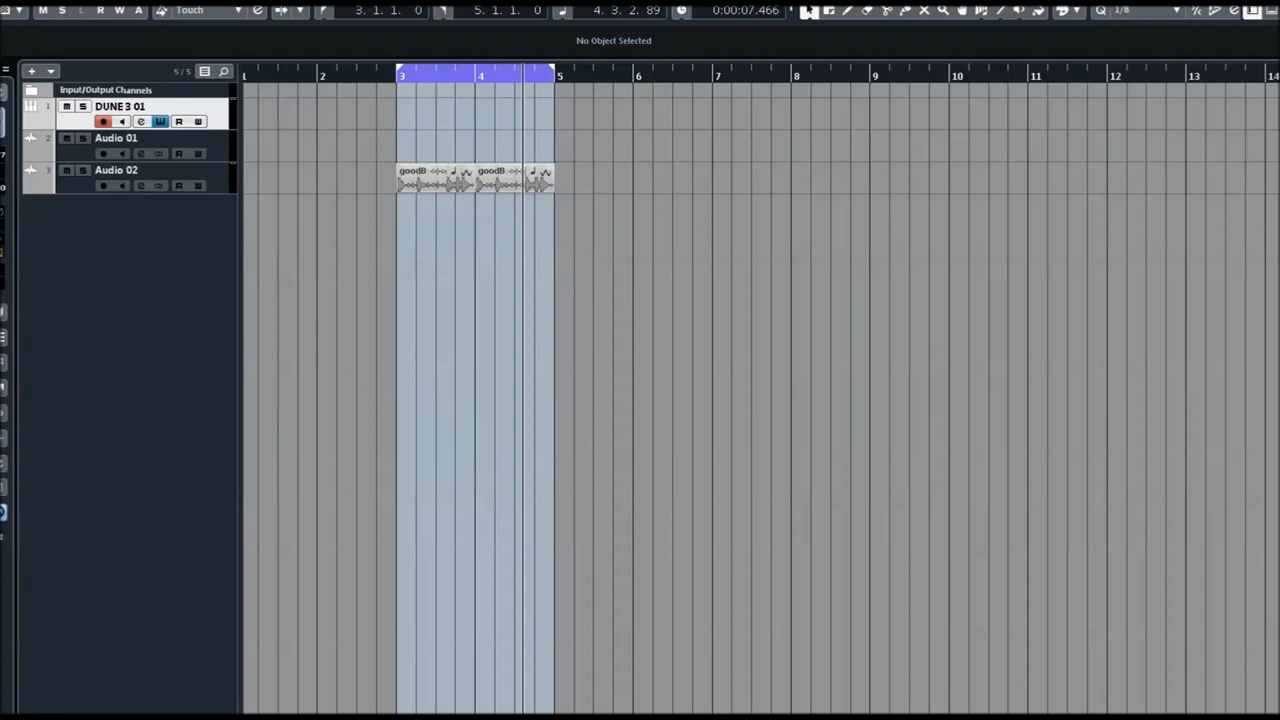 M S L R W A Touch 3. 1. 1. 0 5. 1. 1. 0 4. 3. 2. 89 0:00:07.466 1/8
No Object Selected
5/5 1 2 3 4 5 6 7 8 9 10 11 12 13 14
Input/Output Channels
1 m S DUNE 3 01
e R
2 m S Audio 01
e R
3 m S Audio 02 goodB goodB
e R